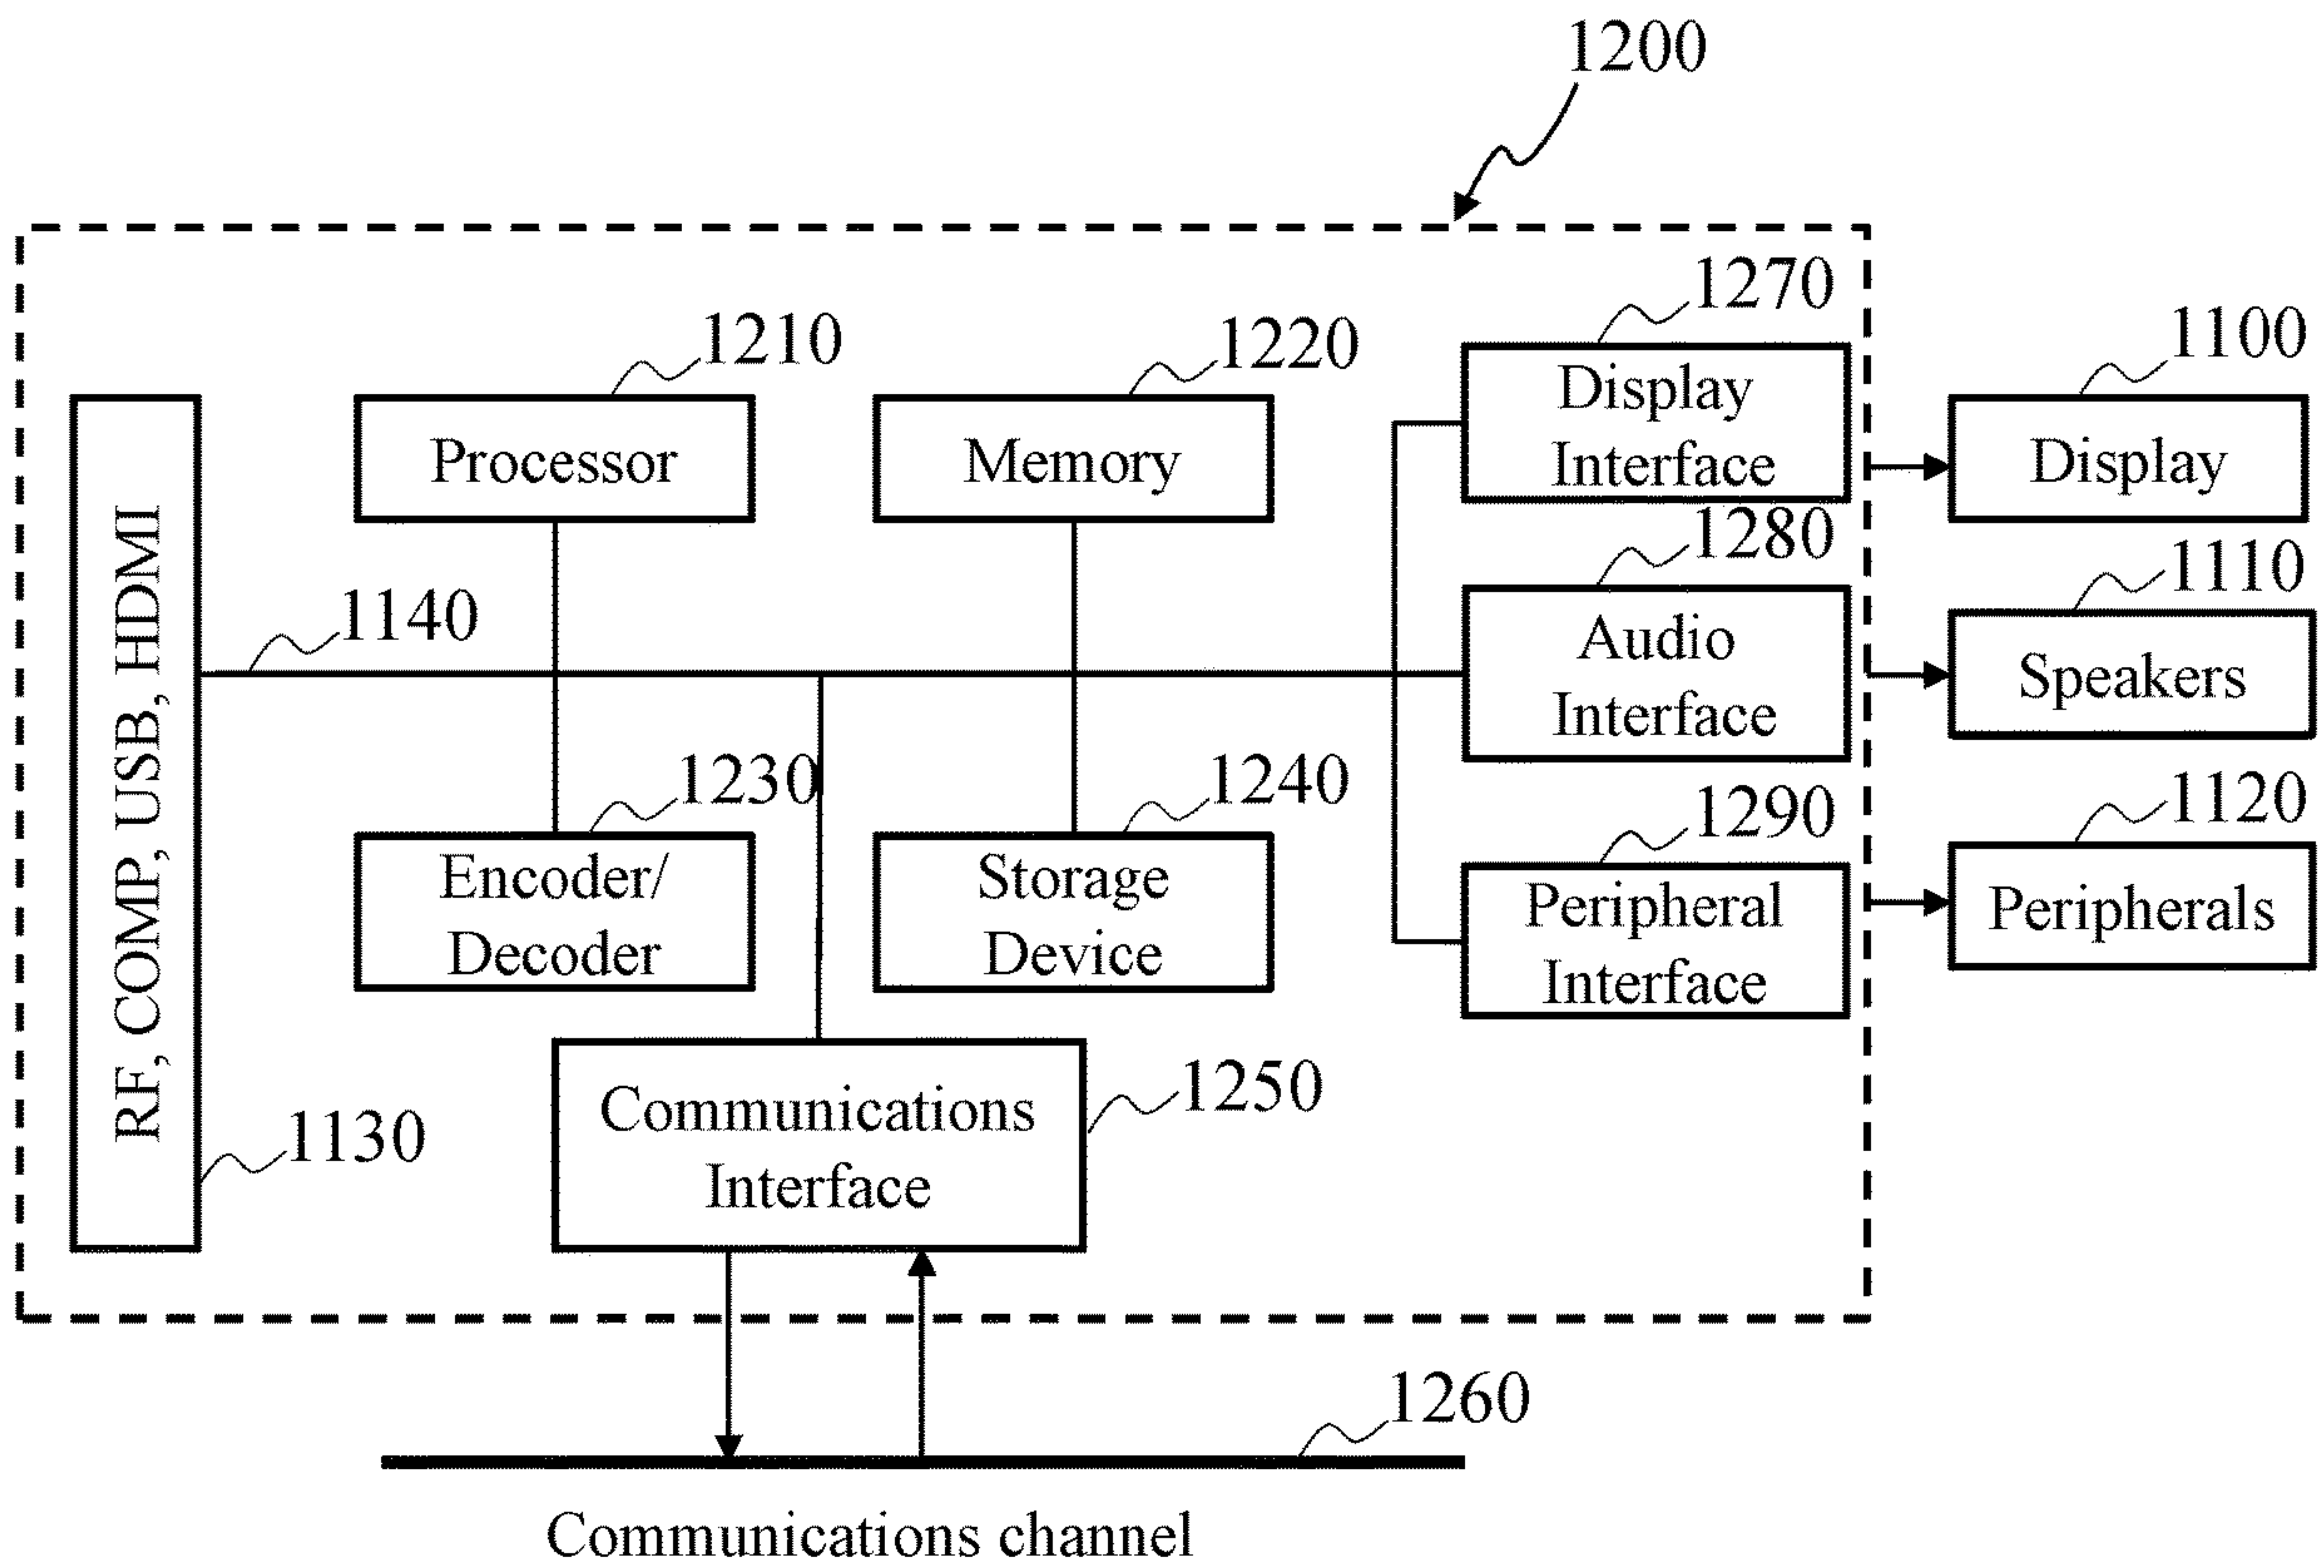 1200
1270
1210
1220
1100
Display
Interface
Processor
Memory
Display
1280
1110
1140
Audio
Interface
Speakers
RF, COMP, USB, HDMI
1230
1240
1290
1120
Encoder/
Decoder
Storage
Device
Peripheral
Interface
Peripherals
1250
Communications
Interface
1130
1260
Communications channel